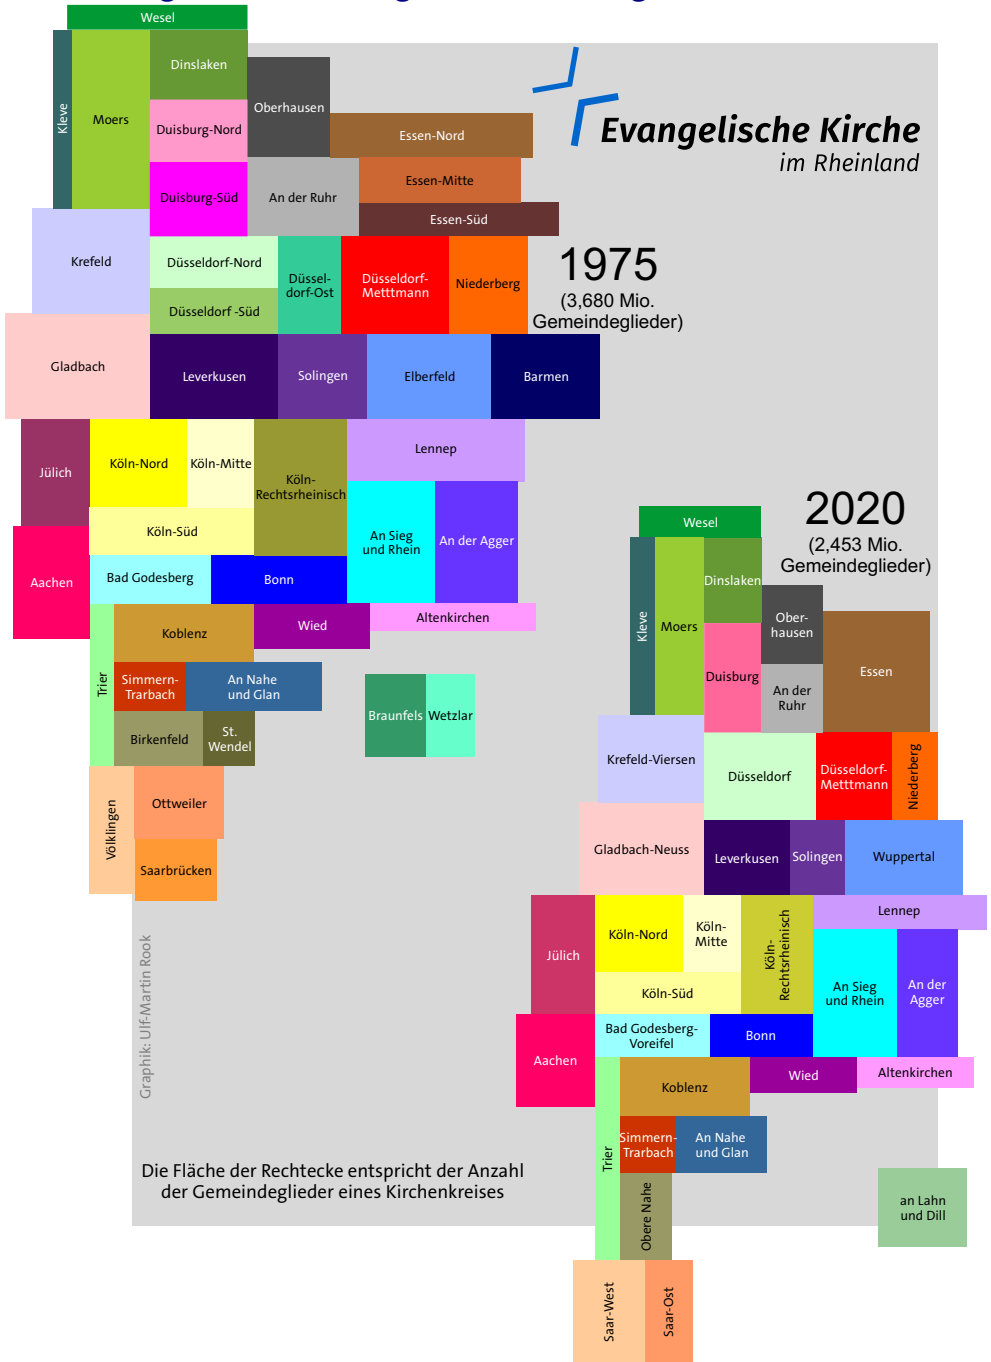 Wesel
Kleve
Moers
Dinslaken
Duisburg-Nord
Oberhausen
Essen-Nord
Duisburg-Süd
An der Ruhr
Essen-Mitte
Essen-Süd
Evangelische Kirche
im Rheinland
Krefeld
Düsseldorf-Nord
Düsseldorf -Süd
Düssel-
dorf-Ost
Düsseldorf-
Metttmann
Niederberg
1975
(3,680 Mio.
Gemeindeglieder)
Gladbach
Leverkusen
Solingen
Elberfeld
Barmen
Jülich
Köln-Nord
Köln-Mitte
Köln-
Rechtsrheinisch
Lennep
Köln-Süd
An Sieg
und Rhein
An der Agger
Aachen
Bad Godesberg
Bonn
Trier
Koblenz
Wied
Altenkirchen
Simmern-
Trarbach
An Nahe
und Glan
Birkenfeld
St.
Wendel
Braunfels
Wetzlar
Völklingen
Ottweiler
Saarbrücken
2020
(2,453 Mio.
Gemeindeglieder)
Wesel
Kleve
Moers
Dinslaken
Duisburg
Ober-
hausen
An der
Ruhr
Essen
Krefeld-Viersen
Düsseldorf
Düsseldorf-
Metttmann
Niederberg
Gladbach-Neuss
Leverkusen
Solingen
Wuppertal
Jülich
Köln-Nord
Köln-
Mitte
Köln-
Rechtsrheinisch
Lennep
Köln-Süd
An Sieg
und Rhein
An der
Agger
Aachen
Bad Godesberg-
Voreifel
Bonn
Trier
Koblenz
Wied
Altenkirchen
Simmern-
Trarbach
An Nahe
und Glan
Obere Nahe
an Lahn
und Dill
Saar-West
Saar-Ost
Graphik: Ulf-Martin Rook
Die Fläche der Rechtecke entspricht der Anzahl
der Gemeindeglieder eines Kirchenkreises